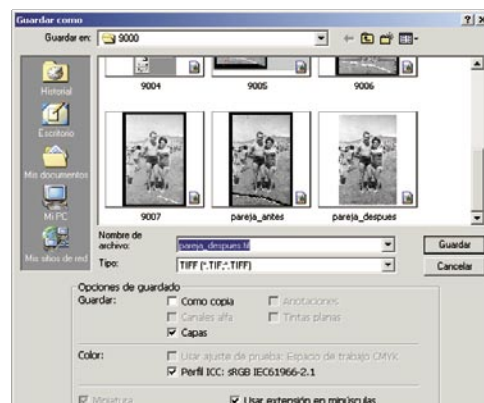 Guardar como
Guardar en: 9000
Historial
Escritorio
Mis documentos
Mi PC
Mis sitios de red
9004 9005 9006
9007 pareja_antes pareja_despues
Nombre de archivo: pareja_despues.tif
Guardar
Tipo: TIFF (*.TIF;*.TIFF)
Cancelar
Opciones de guardado
Guardar: Como copia Anotaciones
Canales alfa Tintas planas
Capas
Color: Usar ajuste de prueba: Espacio de trabajo CMYK
Perfil ICC: sRGB IEC61966-2.1
Miniatura Usar extensión en minúsculas